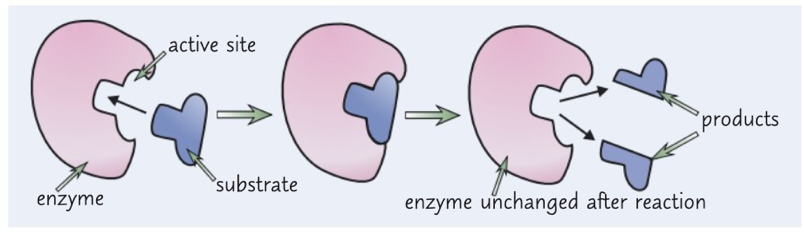 active site
enzyme
substrate
products
enzyme unchanged after reaction